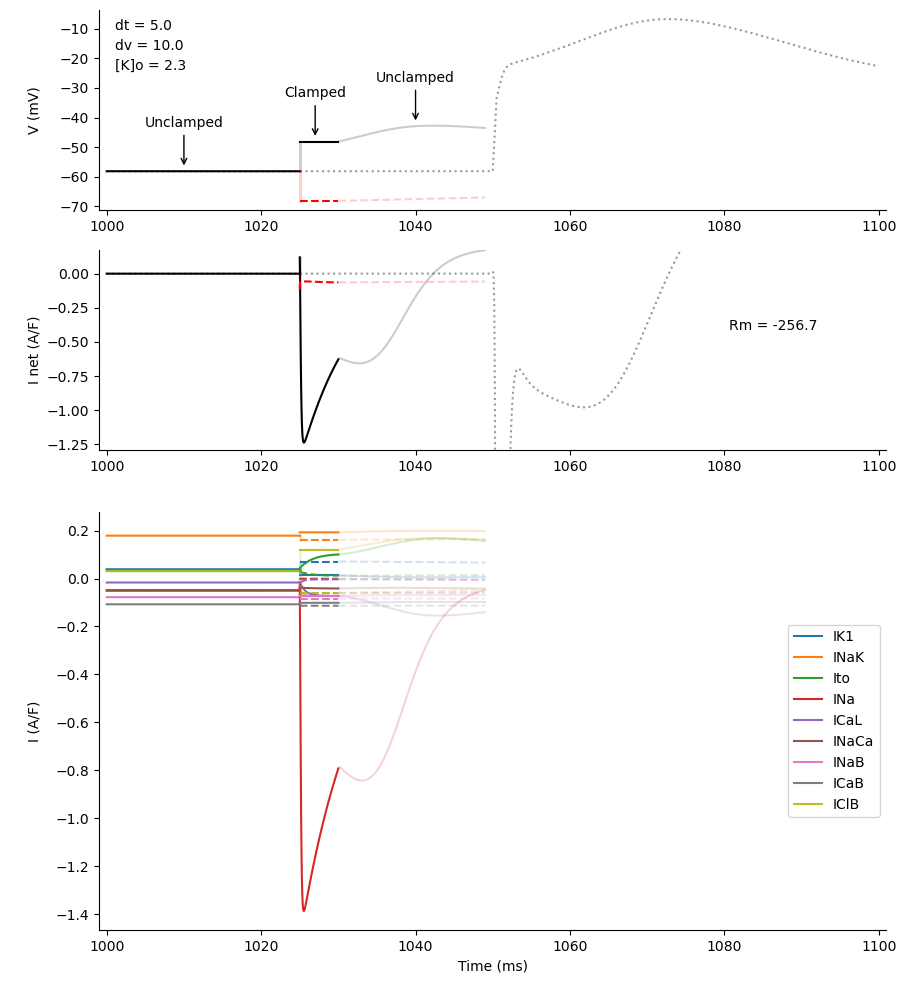 dt = 5.0
dv = 10.0
[K]o = 2.3
Unclamped
Clamped
Unclamped
V (mV)
−10
−20
−30
−40
−50
−60
−70
1000
1020
1040
1060
1080
1100
I net (A/F)
0.00
−0.25
−0.50
−0.75
−1.00
−1.25
Rm = -256.7
1000
1020
1040
1060
1080
1100
I (A/F)
0.2
0.0
−0.2
−0.4
−0.6
−0.8
−1.0
−1.2
−1.4
IK1
INaK
Ito
INa
ICaL
INaCa
INaB
ICaB
IClB
1000
1020
1040
1060
1080
1100
Time (ms)